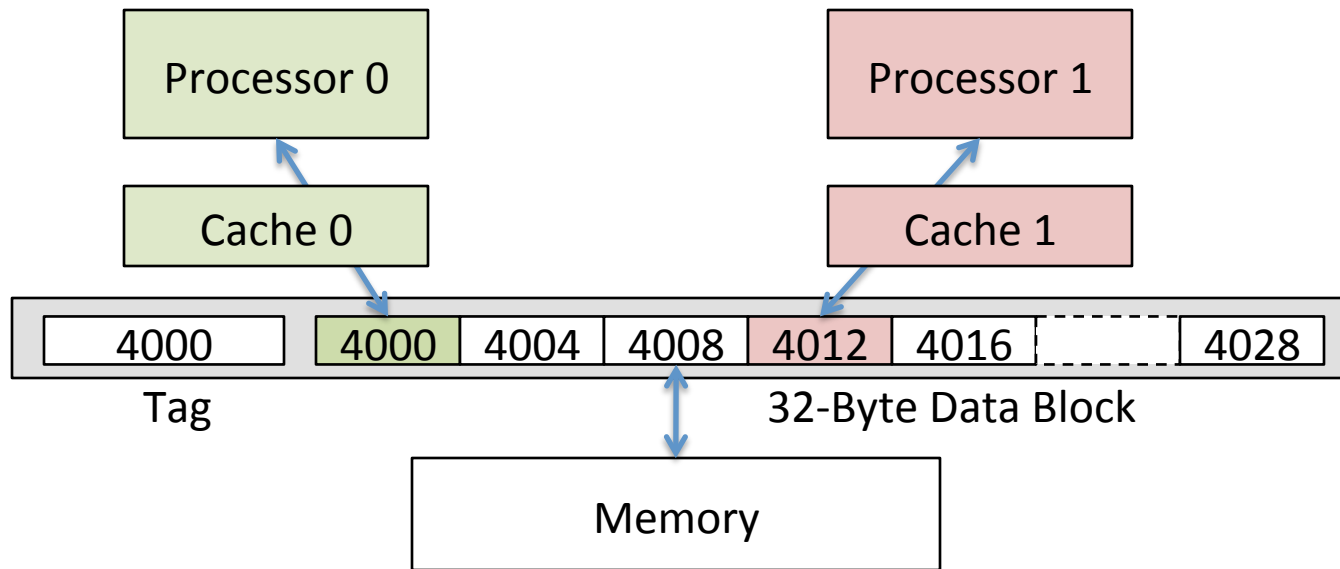 Processor 0
Processor 1
Cache 0
Cache 1
4000 4000 4004 4008 4012 4016 4028
Tag 32-Byte Data Block
Memory